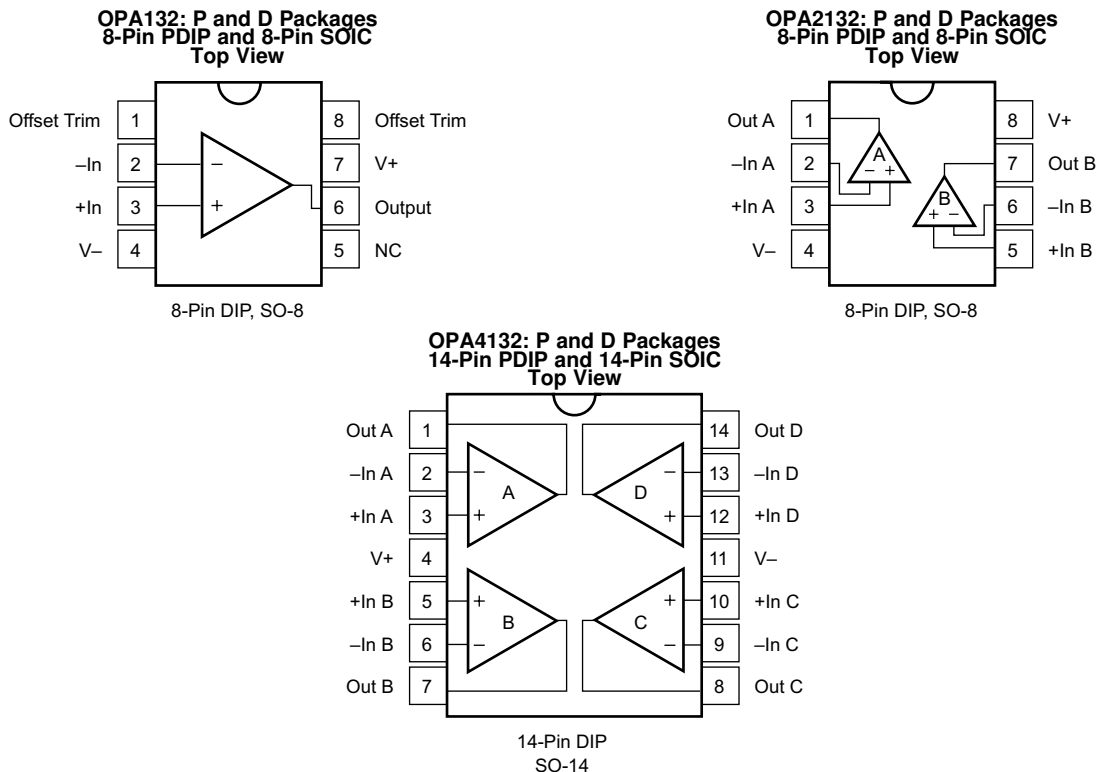 OPA132: P and D Packages
8-Pin PDIP and 8-Pin SOIC
Top View
Offset Trim 1 8 Offset Trim
–In 2 – 7 V+
+In 3 + 6 Output
V– 4 5 NC
8-Pin DIP, SO-8
OPA2132: P and D Packages
8-Pin PDIP and 8-Pin SOIC
Top View
Out A 1 8 V+
A
–In A 2 – + 7 Out B
B
+In A 3 + – 6 –In B
V– 4 5 +In B
8-Pin DIP, SO-8
OPA4132: P and D Packages
14-Pin PDIP and 14-Pin SOIC
Top View
Out A 1 14 Out D
–In A 2 – – 13 –In D
A D
+In A 3 + + 12 +In D
V+ 4 11 V–
+In B 5 + + 10 +In C
B C
–In B 6 – – 9 –In C
Out B 7 8 Out C
14-Pin DIP
SO-14